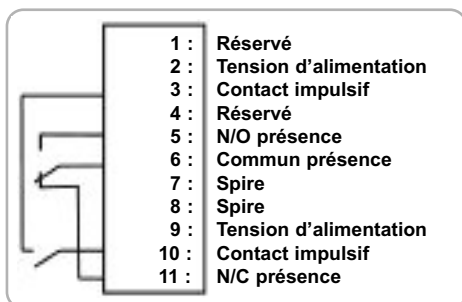 1 : Réservé
2 : Tension d'alimentation
3 : Contact impulsif
4 : Réservé
5 : N/O présence
6 : Commun présence
7 : Spire
8 : Spire
9 : Tension d'alimentation
10 : Contact impulsif
11 : N/C présence